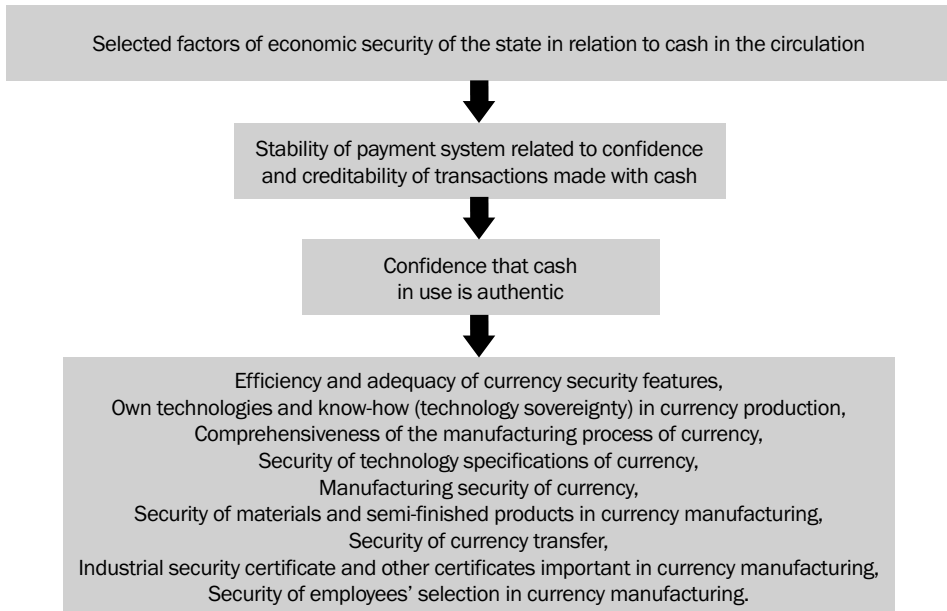 Selected factors of economic security of the state in relation to cash in the circulation
Stability of payment system related to confidence
and creditability of transactions made with cash
Confidence that cash
in use is authentic
Efficiency and adequacy of currency security features,
Own technologies and know-how (technology sovereignty) in currency production,
Comprehensiveness of the manufacturing process of currency,
Security of technology specifications of currency,
Manufacturing security of currency,
Security of materials and semi-finished products in currency manufacturing,
Security of currency transfer,
Industrial security certificate and other certificates important in currency manufacturing,
Security of employees’ selection in currency manufacturing.